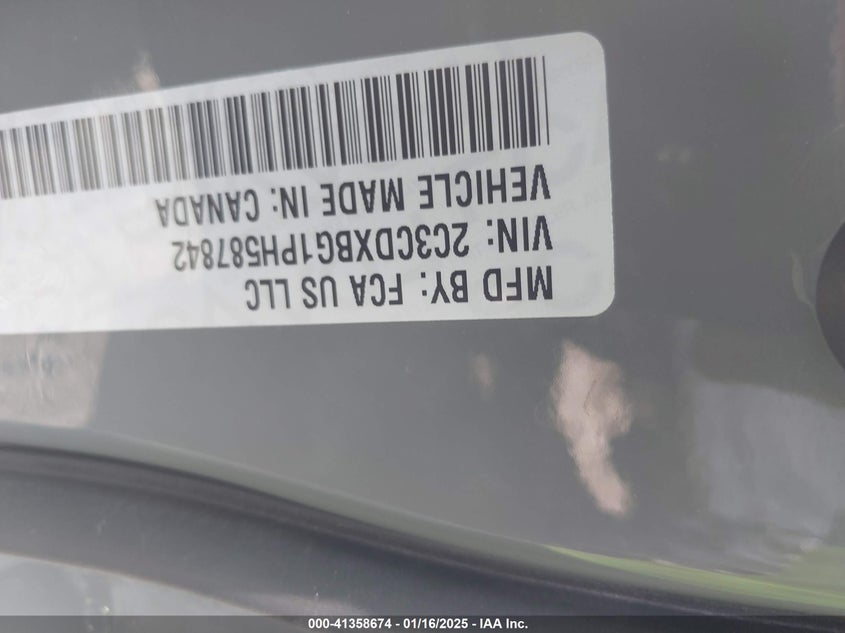 MFD BY: FCA US LLC
VIN: 2C3CDXBG1PH587842
VEHICLE MADE IN: CANADA
000-41358674 - 01/16/2025 - IAA Inc.